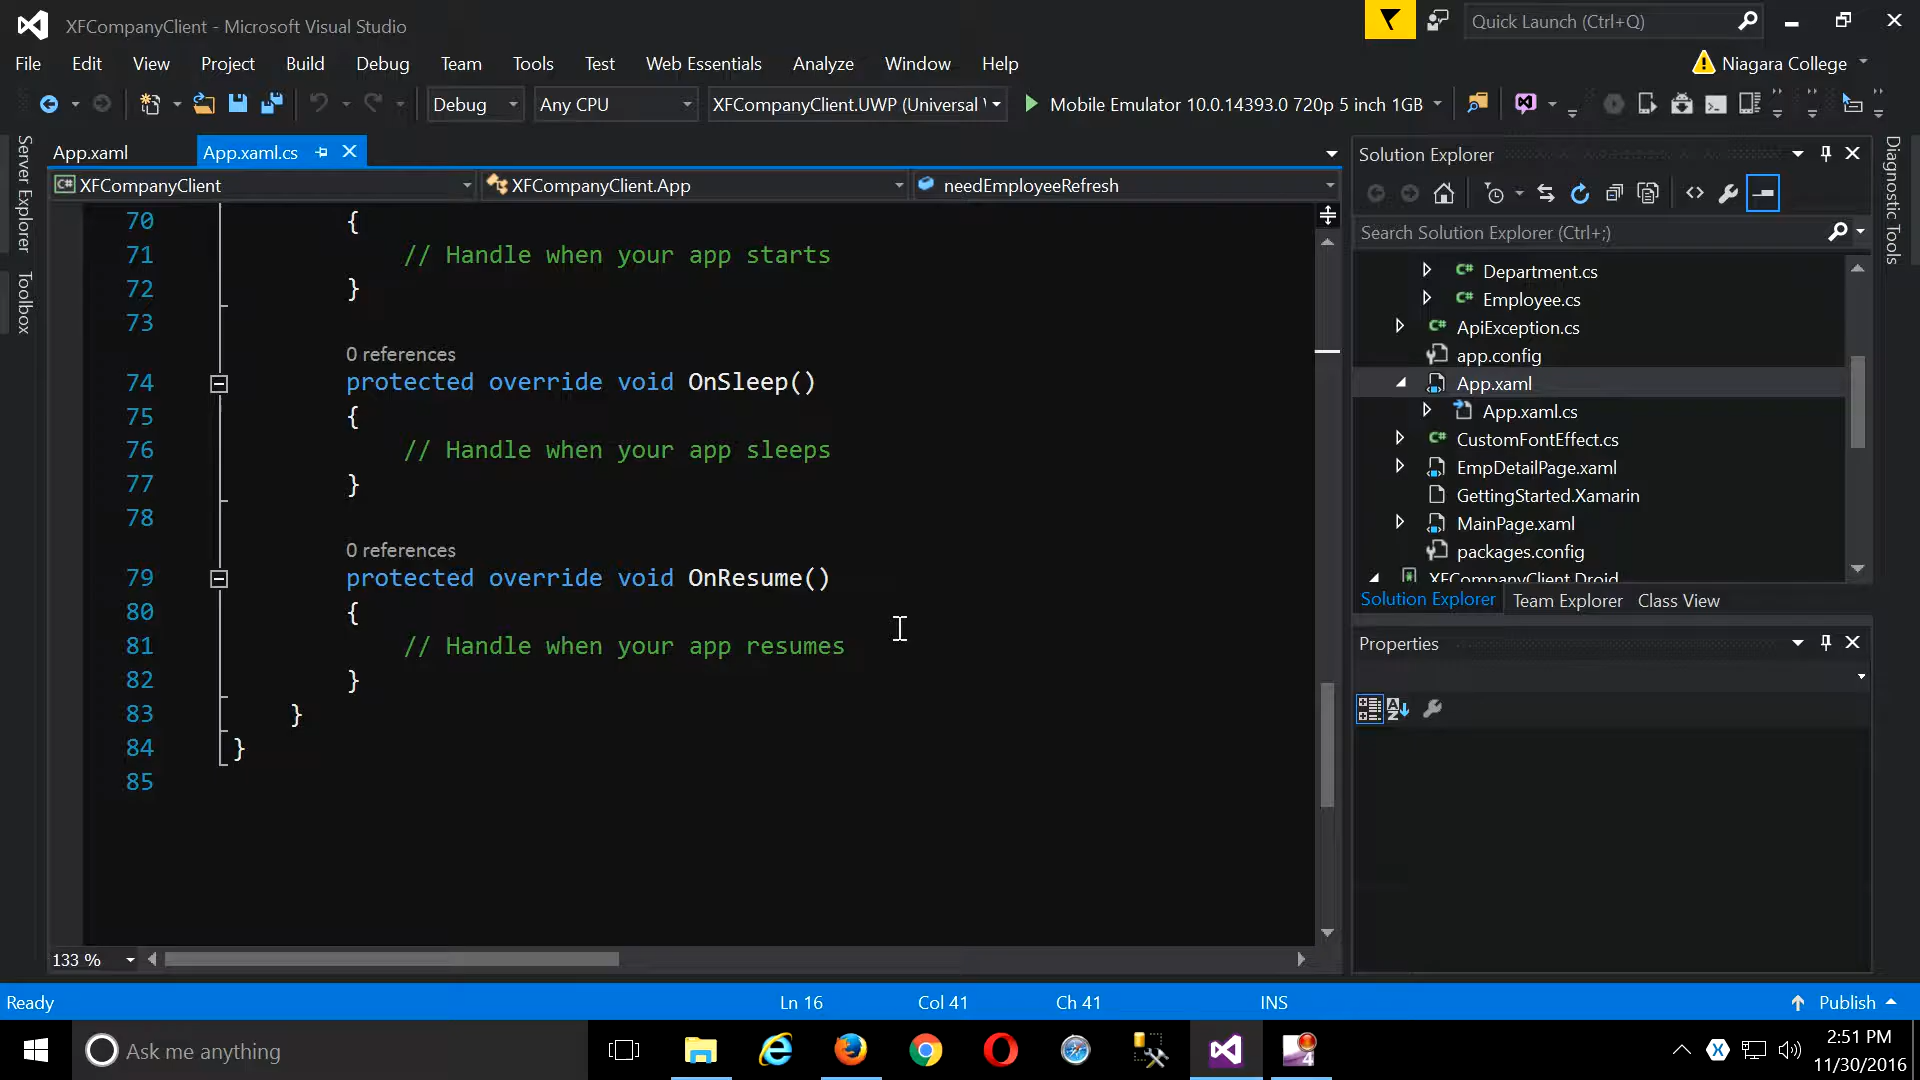 XFCompanyClient - Microsoft Visual Studio
Quick Launch (Ctrl+Q)
File Edit View Project Build Debug Team Tools Test Web Essentials Analyze Window Help
Niagara College
Debug Any CPU XFCompanyClient.UWP (Universal Mobile Emulator 10.0.14393.0 720p 5 inch 1GB
Server Explorer
Toolbox
App.xaml App.xaml.cs
XFCompanyClient XFCompanyClient.App needEmployeeRefresh
70 {
71 // Handle when your app starts
72 }
73
0 references
74 protected override void OnSleep()
75 {
76 // Handle when your app sleeps
77 }
78
0 references
79 protected override void OnResume()
80 {
81 // Handle when your app resumes
82 }
83 }
84 }
85
133 %
Solution Explorer
Search Solution Explorer (Ctrl+;)
Department.cs
Employee.cs
ApiException.cs
app.config
App.xaml
App.xaml.cs
CustomFontEffect.cs
EmpDetailPage.xaml
GettingStarted.Xamarin
MainPage.xaml
packages.config
XFCompanyClient.Droid
Solution Explorer Team Explorer Class View
Properties
Diagnostic Tools
Ready Ln 16 Col 41 Ch 41 INS Publish
Ask me anything
2:51 PM
11/30/2016